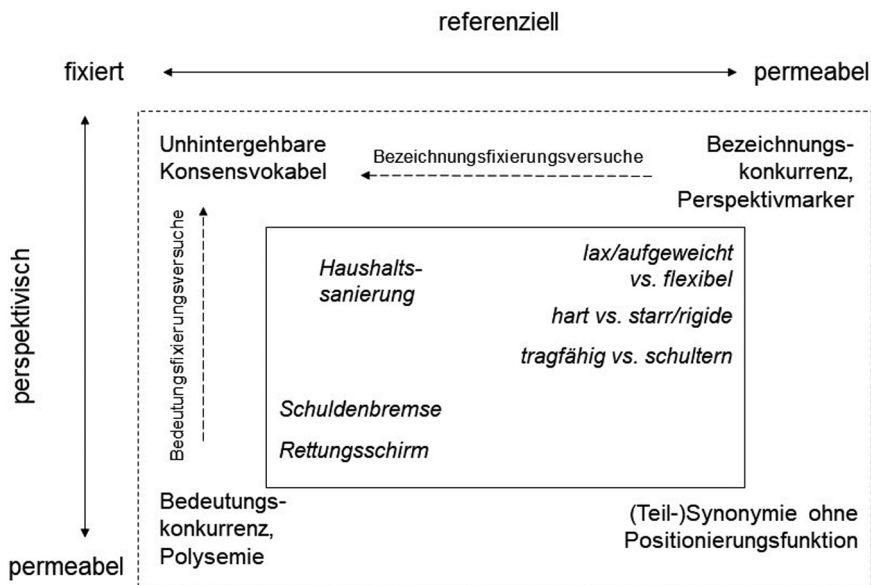 referenziell
fixiert
permeabel
Unhintergehbare
Konsensvokabel
Bezeichnungsfixierungsversuche
Bezeichnungs-
konkurrenz,
Perspektivmarker
perspektivisch
Bedeutungsfixierungsversuche
Haushalts-
sanierung
lax/aufgeweicht
vs. flexibel
hart vs. starr/rigide
tragfähig vs. schultern
Schuldenbremse
Rettungsschirm
Bedeutungs-
konkurrenz,
Polysemie
(Teil-)Synonymie ohne
Positionierungsfunktion
permeabel